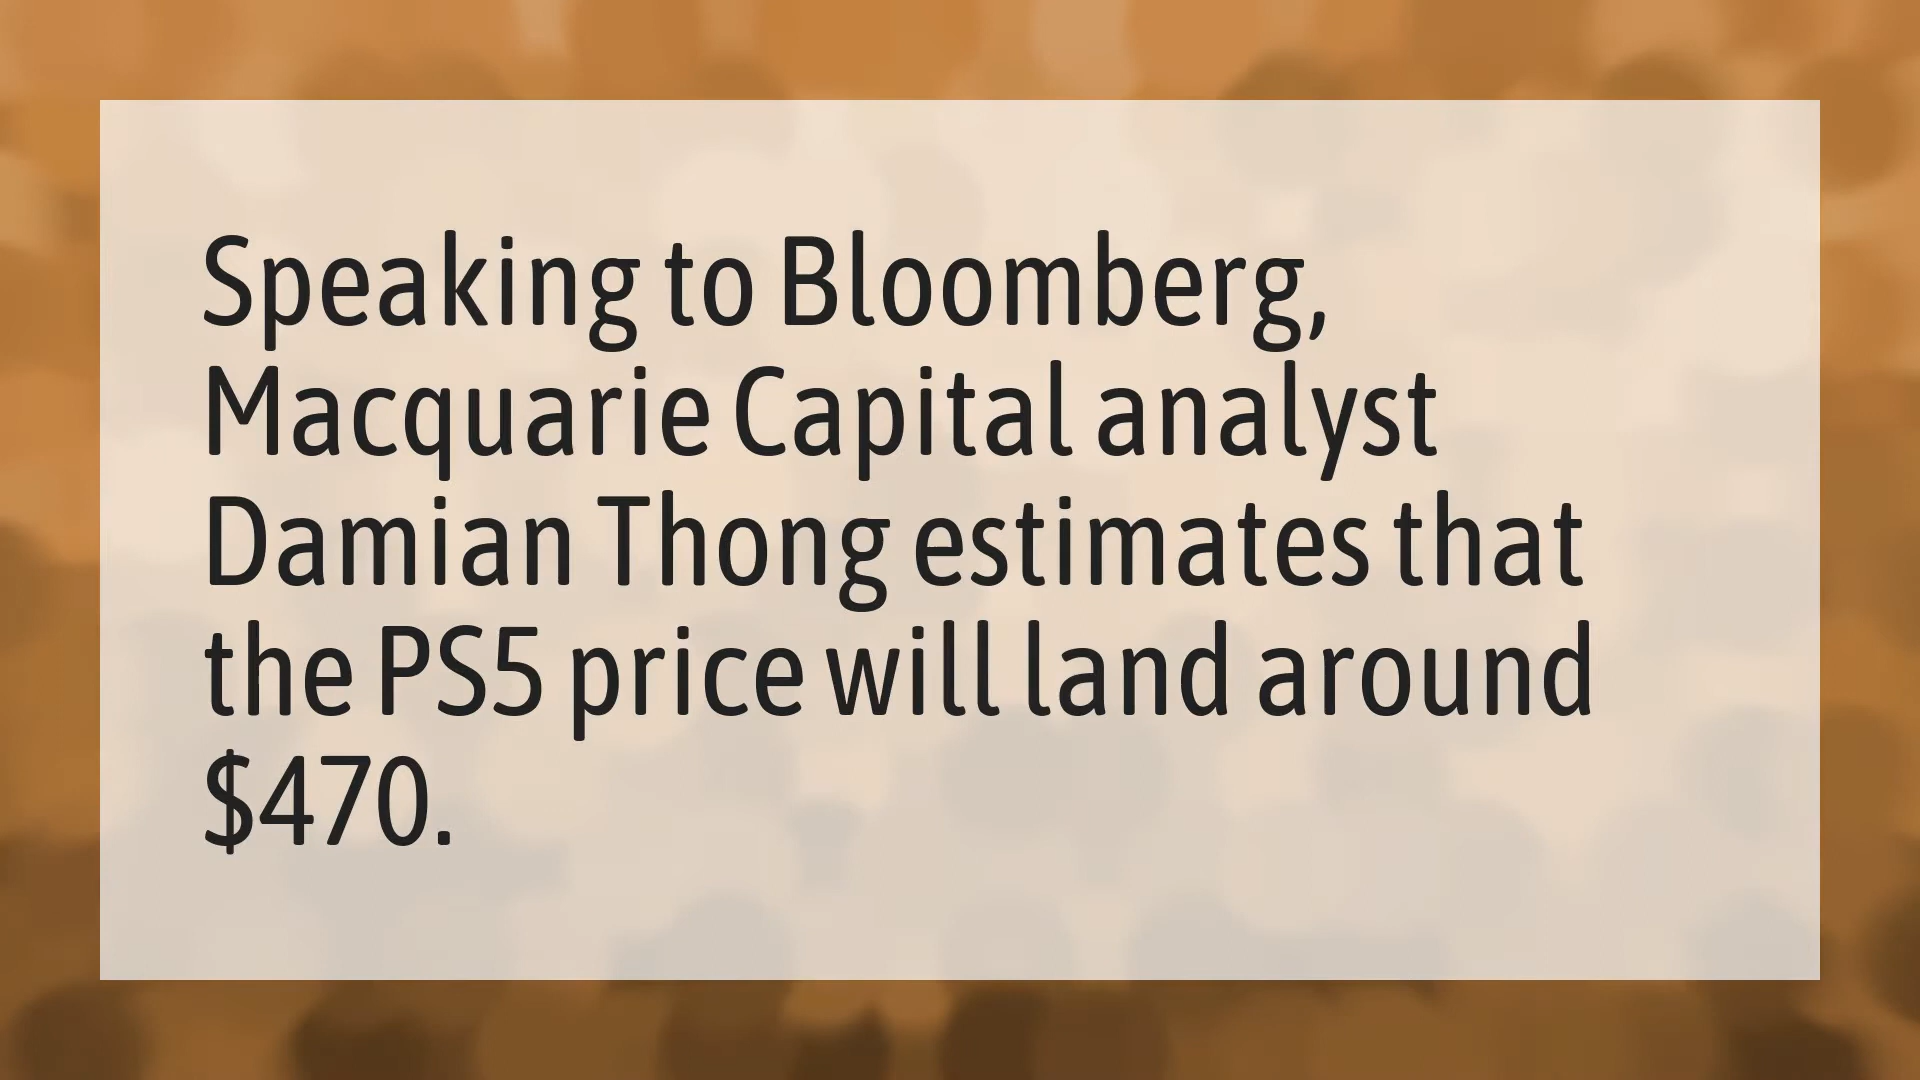 Speaking to Bloomberg,
Macquarie Capital analyst
Damian Thong estimates that
the PS5 price will land around
$470.